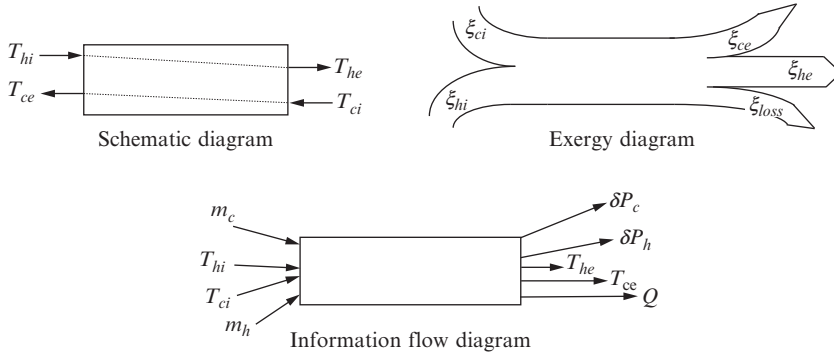 T_hi
T_he
T_ce
T_ci
Schematic diagram
ξ_ci
ξ_hi
ξ_ce
ξ_he
ξ_loss
Exergy diagram
m_c
T_hi
T_ci
m_h
δP_c
δP_h
T_he
T_ce
Q
Information flow diagram